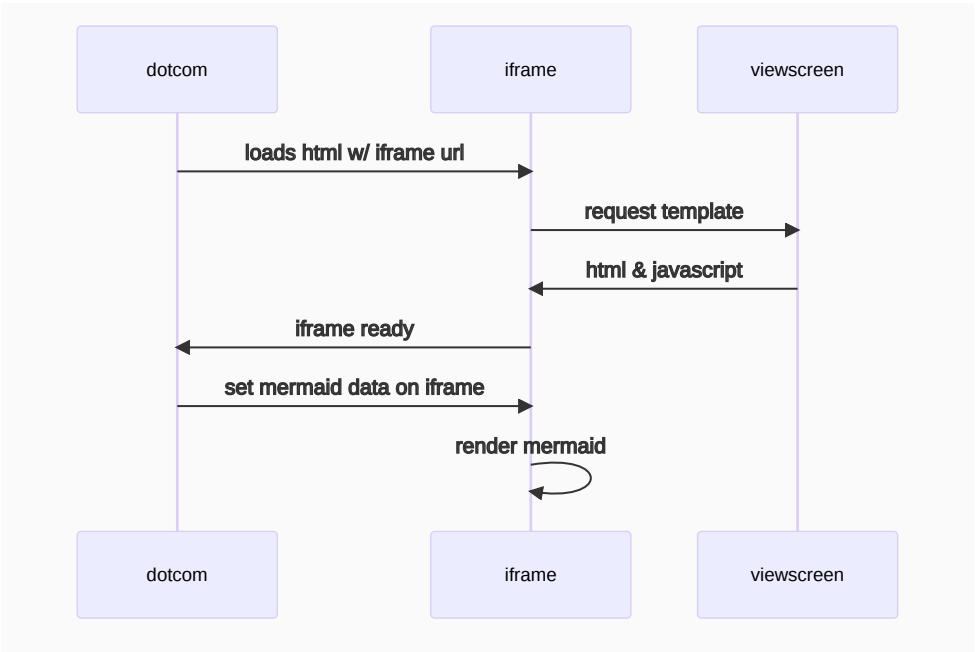 dotcom
iframe
viewscreen
loads html w/ iframe url
request template
html & javascript
iframe ready
set mermaid data on iframe
render mermaid
dotcom
iframe
viewscreen